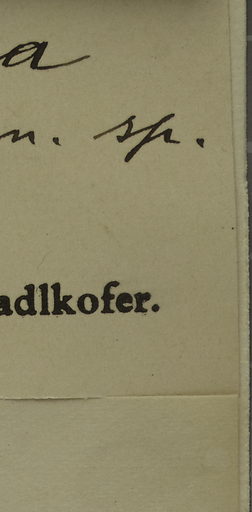 a
n. sp.
adlkofer.